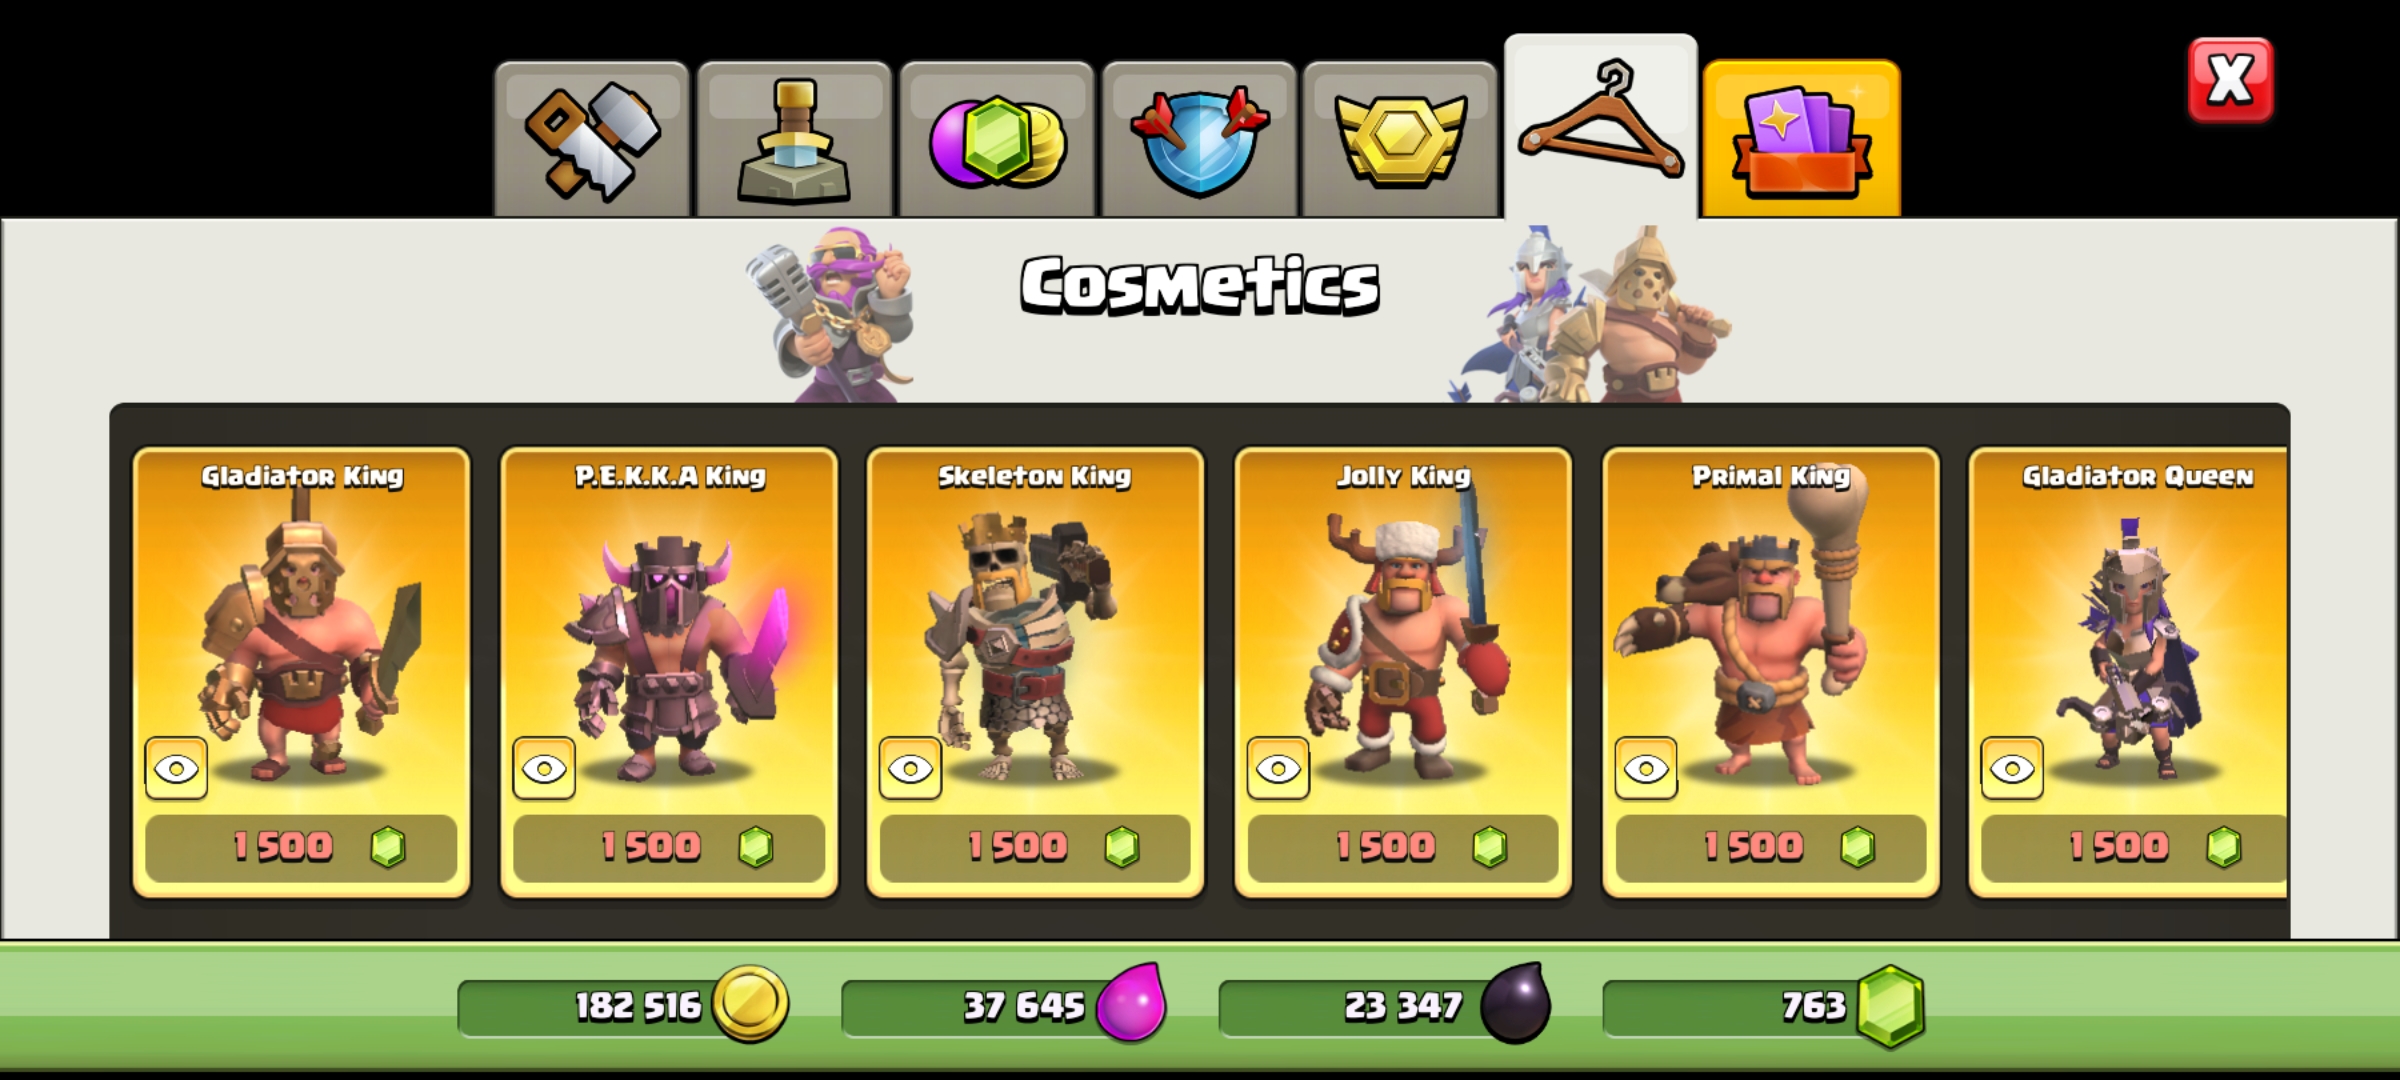 X
Cosmetics
Gladiator King
P.E.K.K.A King
Skeleton King
Jolly King
Primal King
Gladiator Queen
1 500
1 500
1 500
1 500
1 500
1 500
182 516
37 645
23 347
763